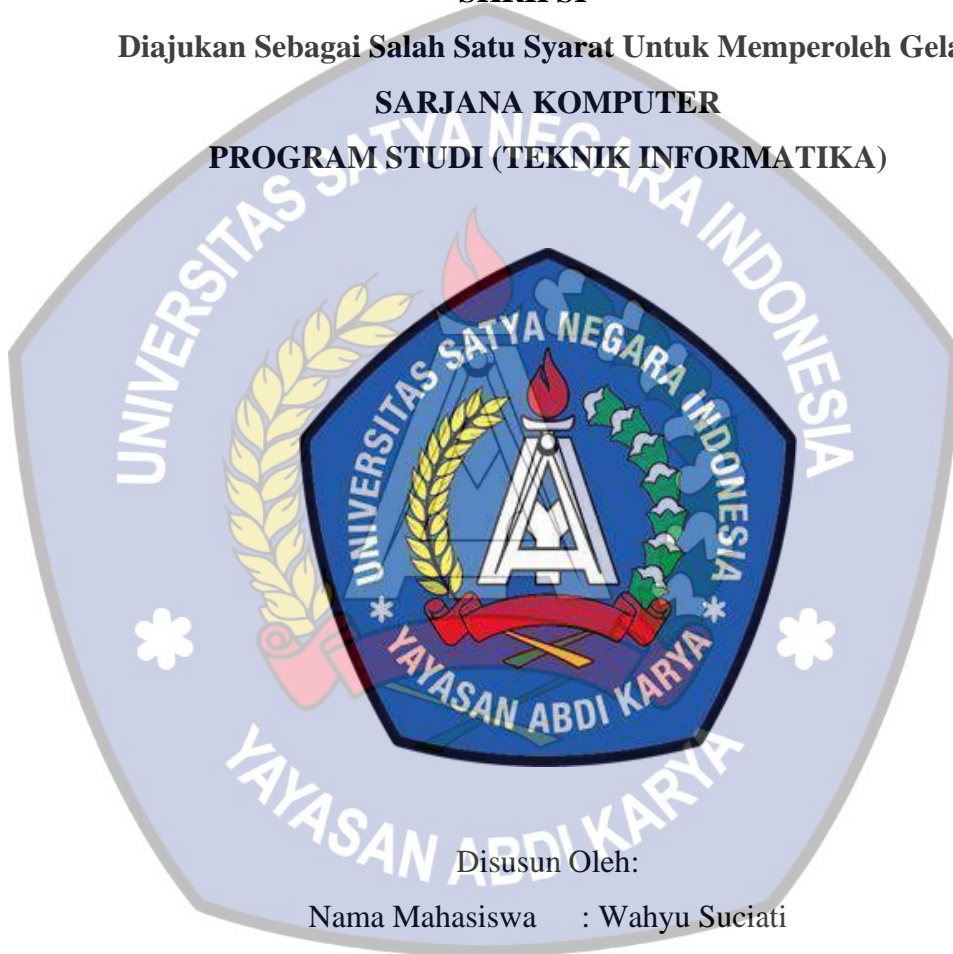 SKRIPSI
Diajukan Sebagai Salah Satu Syarat Untuk Memperoleh
SARJANA KOMPUTER
PROGRAM STUDI (TEKNIK INFORMATIKA)
UNIVERSITAS SATYA NEGARA INDONESIA
YAYASAN ABDI KARYA
UNIVERSITAS SATYA NEGARA INDONESIA
YAYASAN ABDI KARYA
Disusun Oleh:
Nama Mahasiswa : Wahyu Suciati